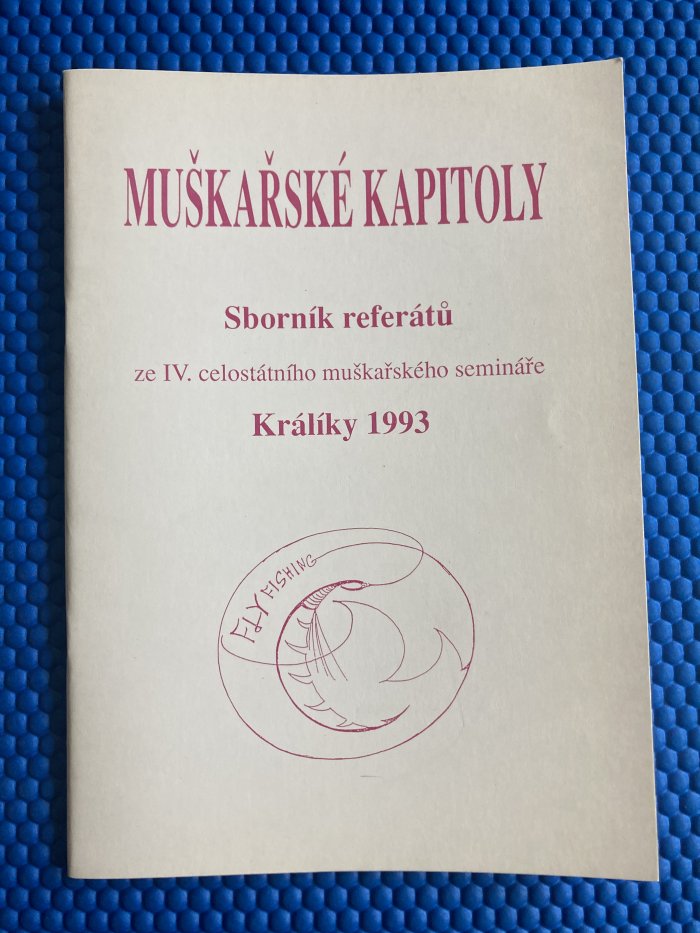 MUŠKAŘSKÉ KAPITOLY
Sborník referátů
ze IV. celostátního muškařského semináře
Králíky 1993
FLY FISHING